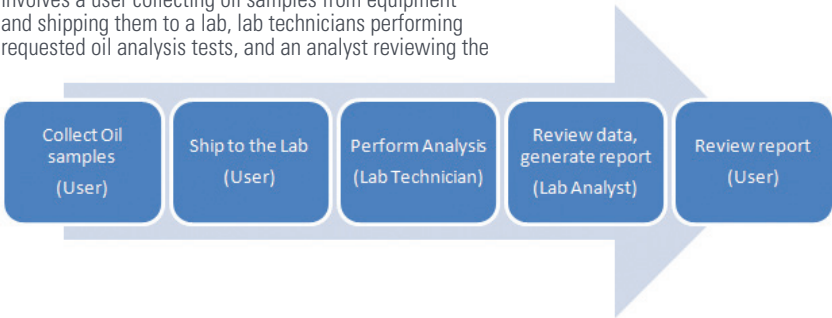 involves a user collecting oil samples from equipment
and shipping them to a lab, lab technicians performing
requested oil analysis tests, and an analyst reviewing the
Collect Oil
samples
(User)
Ship to the Lab
(User)
Perform Analysis
(Lab Technician)
Review data,
generate report
(Lab Analyst)
Review report
(User)